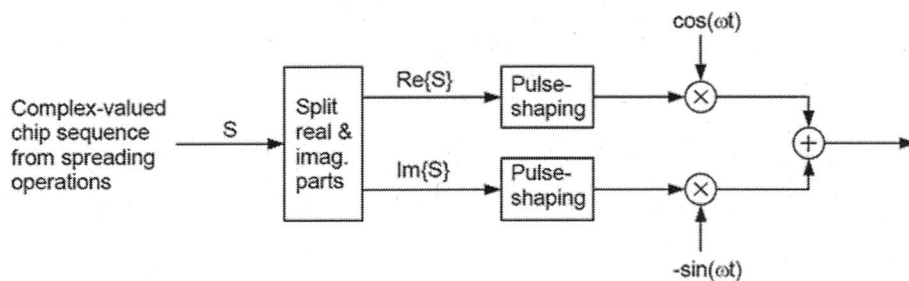 cos(ωt)
Complex-valued
chip sequence
from spreading
operations
S
Split
real &
imag.
parts
Re{S}
Pulse-
shaping
Im{S}
Pulse-
shaping
-sin(ωt)